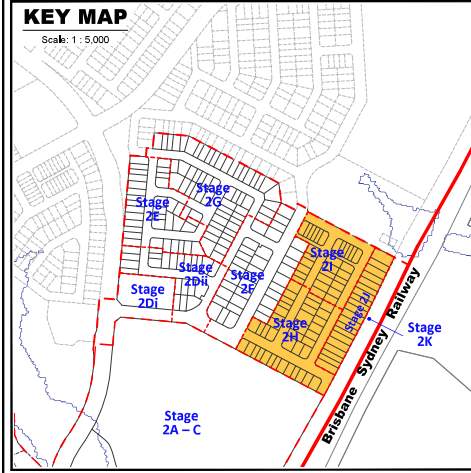 KEY MAP
Scale: 1 : 5,000
Stage
2G
Stage
2E
Stage
2I
Stage
2Dii
Stage
2F
Stage
2Di
Stage 2J
Stage
2H
Stage
2K
Brisbane Sydney Railway
Stage
2A – C